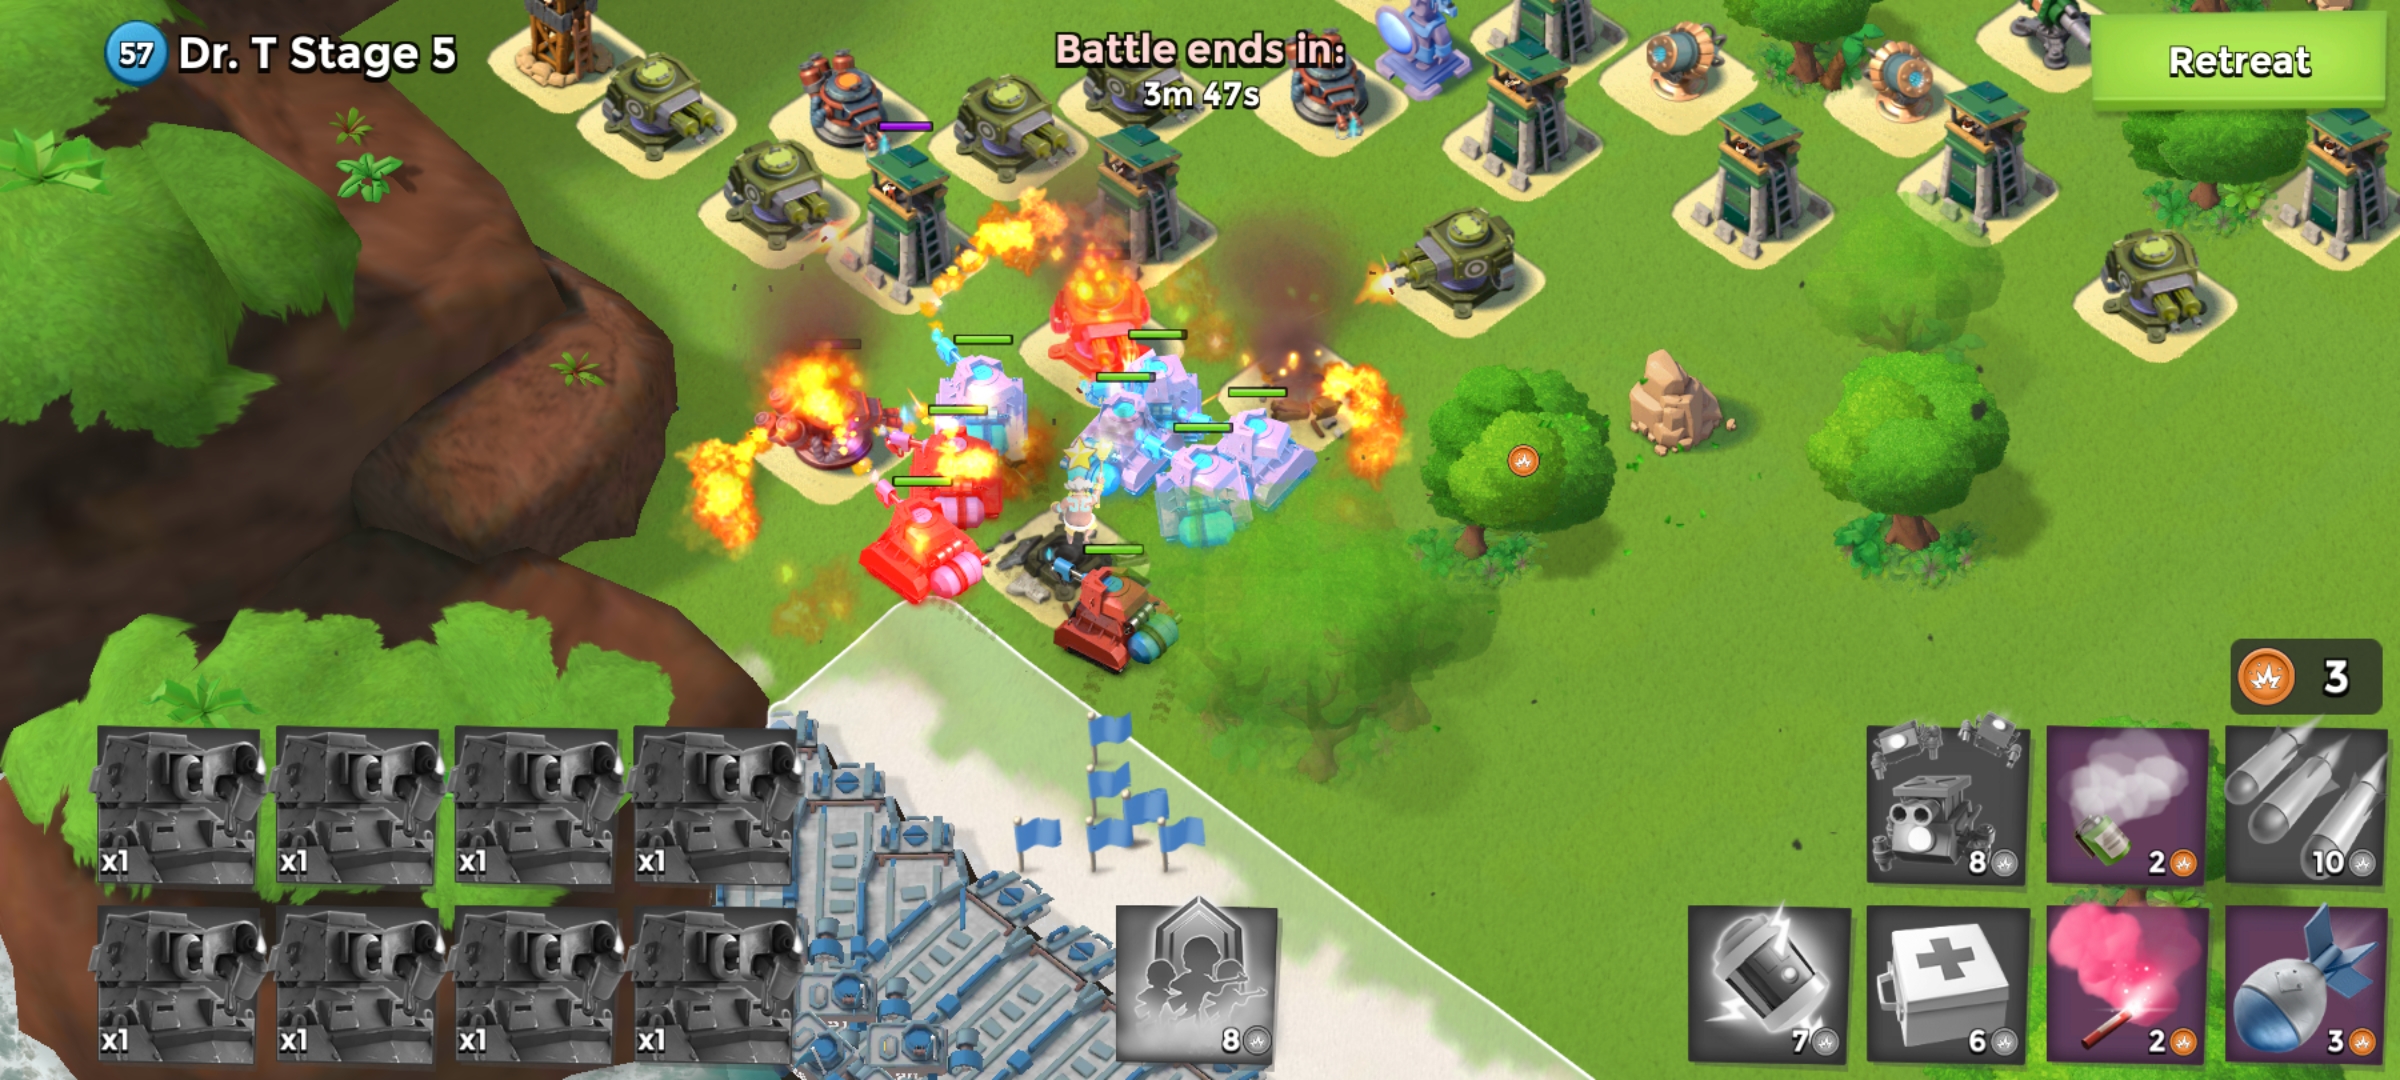 57 Dr. T Stage 5
Battle ends in:
3m 47s
Retreat
3
x1 x1 x1 x1
8 2 10
x1 x1 x1 x1
8
7 6 2 3